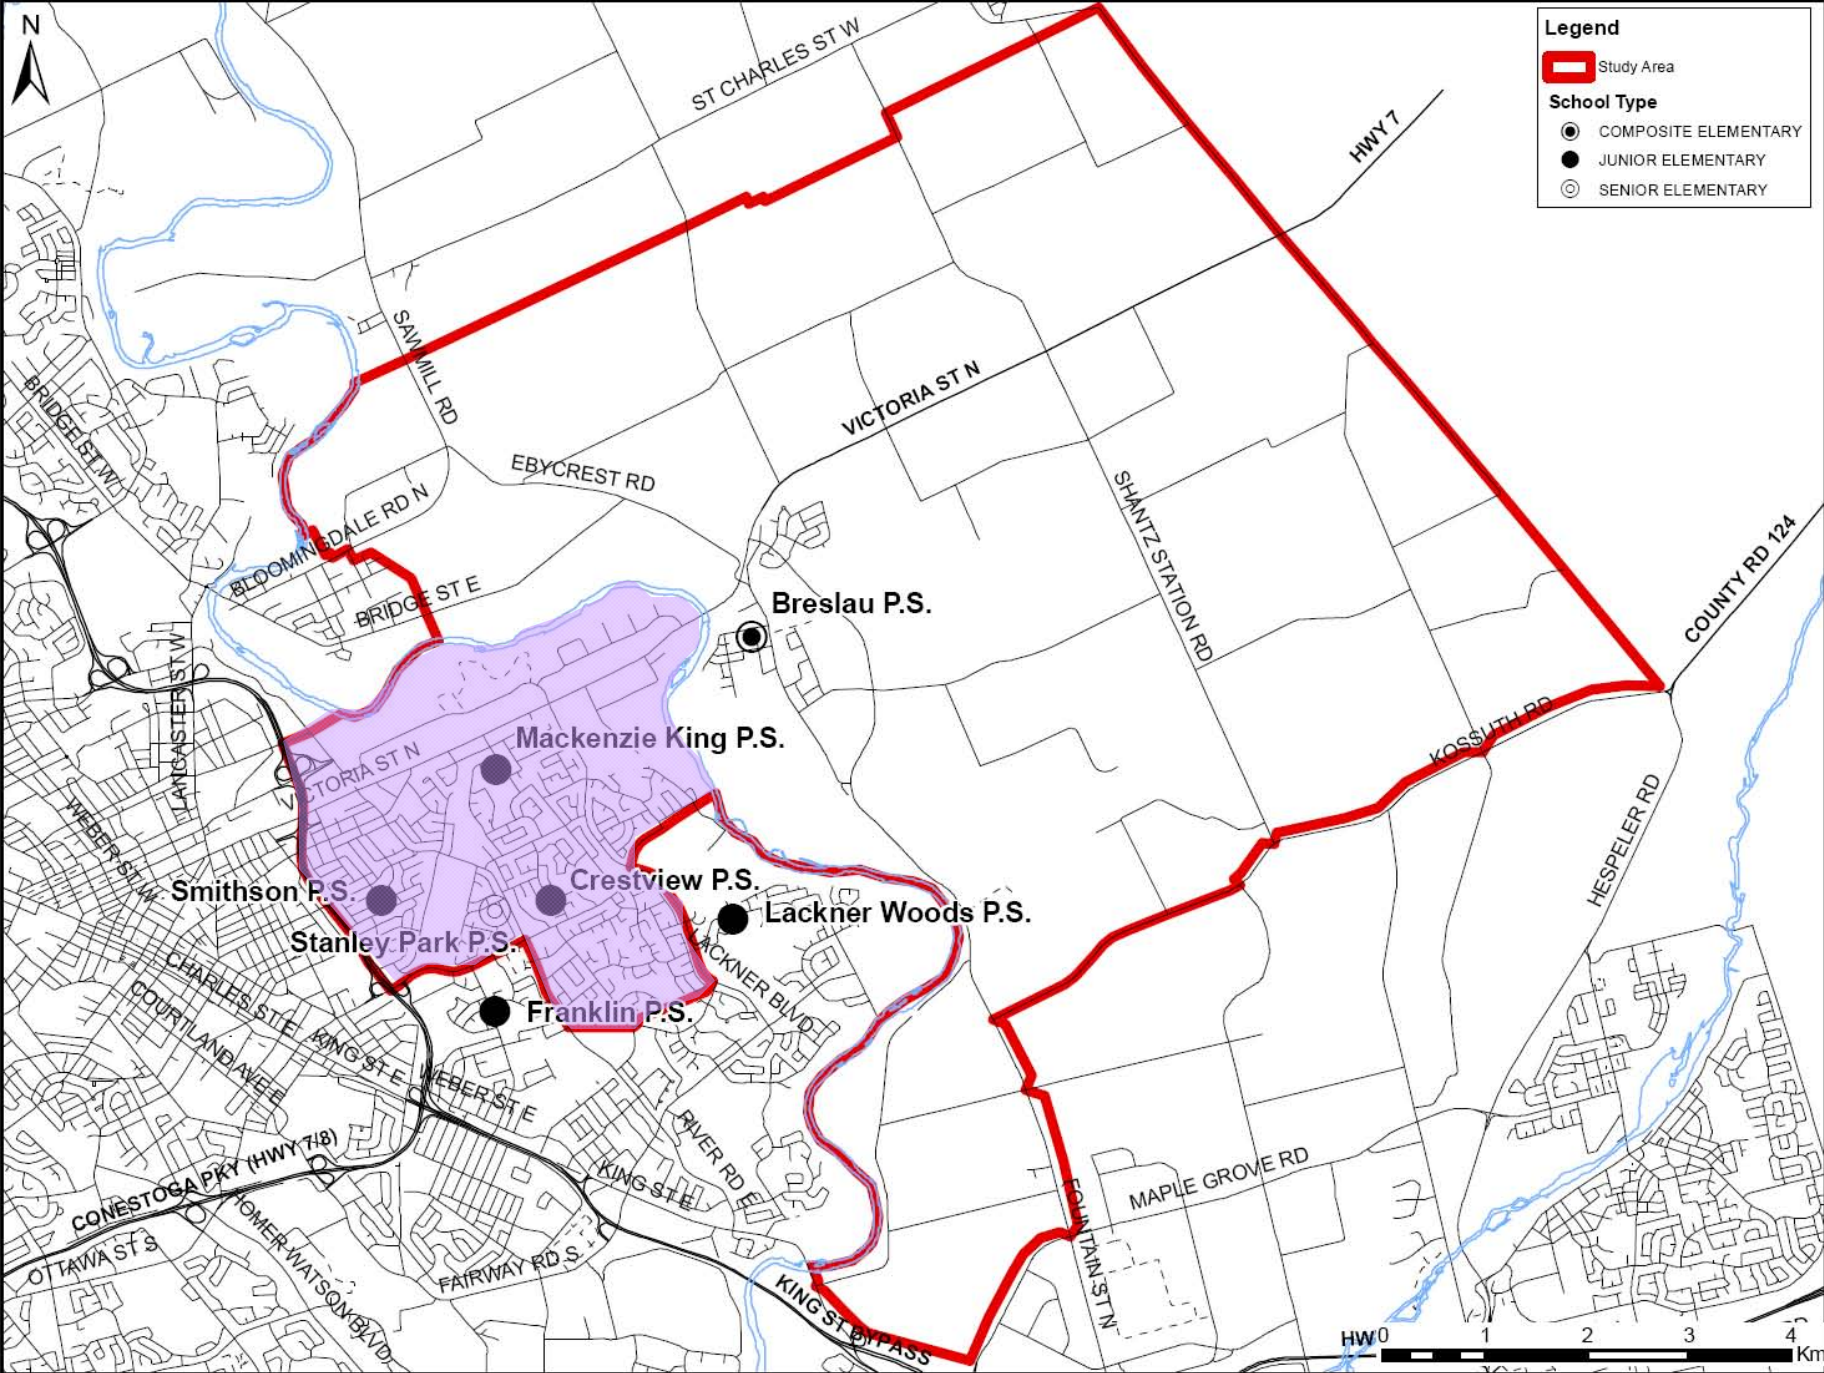 N
Legend
Study Area
School Type
COMPOSITE ELEMENTARY
JUNIOR ELEMENTARY
SENIOR ELEMENTARY
ST CHARLES ST W
HWY 7
SAWMILL RD
BRIDGE ST W
VICTORIA ST N
EBYCREST RD
BLOOMINGDALE RD N
SHANTZ STATION RD
COUNTY RD 124
BRIDGE ST E
Breslau P.S.
LANCASTER ST W
Mackenzie King P.S.
VICTORIA ST N
KOSSUTH RD
WEBER ST W
HESPELER RD
Smithson P.S.
Crestview P.S.
Lackner Woods P.S.
Stanley Park P.S.
LACKNER BLVD
CHARLES ST E
COURTLAND AVE E
Franklin P.S.
KING ST E
WEBER ST E
RIVER RD E
CONESTOGA PKY (HWY 7/8)
KING ST E
MAPLE GROVE RD
HOMER WATSON BLVD
OTTAWA ST S
FAIRWAY RD S
FOUNTAIN ST N
KING ST BYPASS
HW
0 1 2 3 4
Km